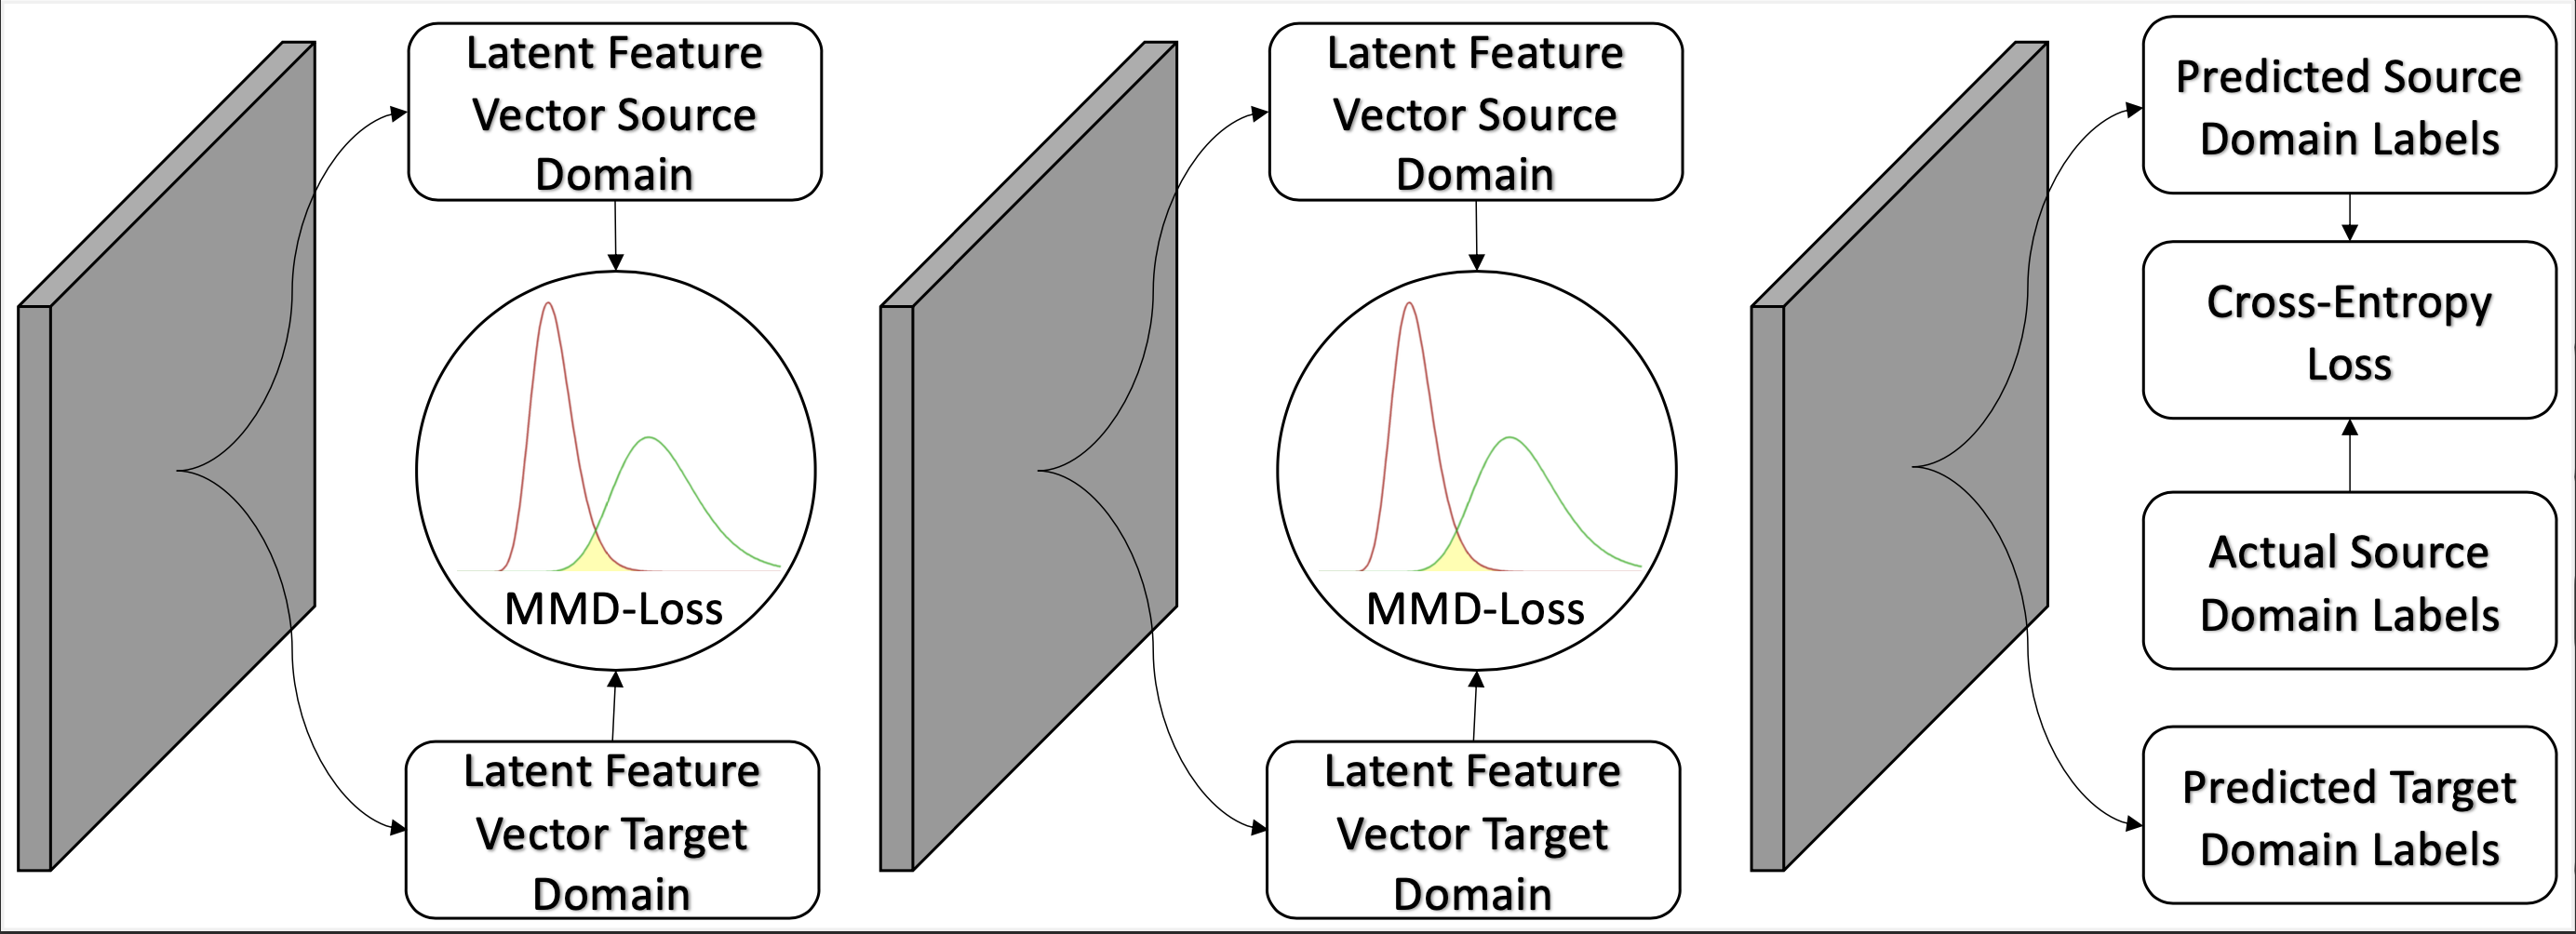 Latent Feature
Vector Source
Domain
MMD-Loss
Latent Feature
Vector Target
Domain
Latent Feature
Vector Source
Domain
MMD-Loss
Latent Feature
Vector Target
Domain
Predicted Source
Domain Labels
Cross-Entropy
Loss
Actual Source
Domain Labels
Predicted Target
Domain Labels